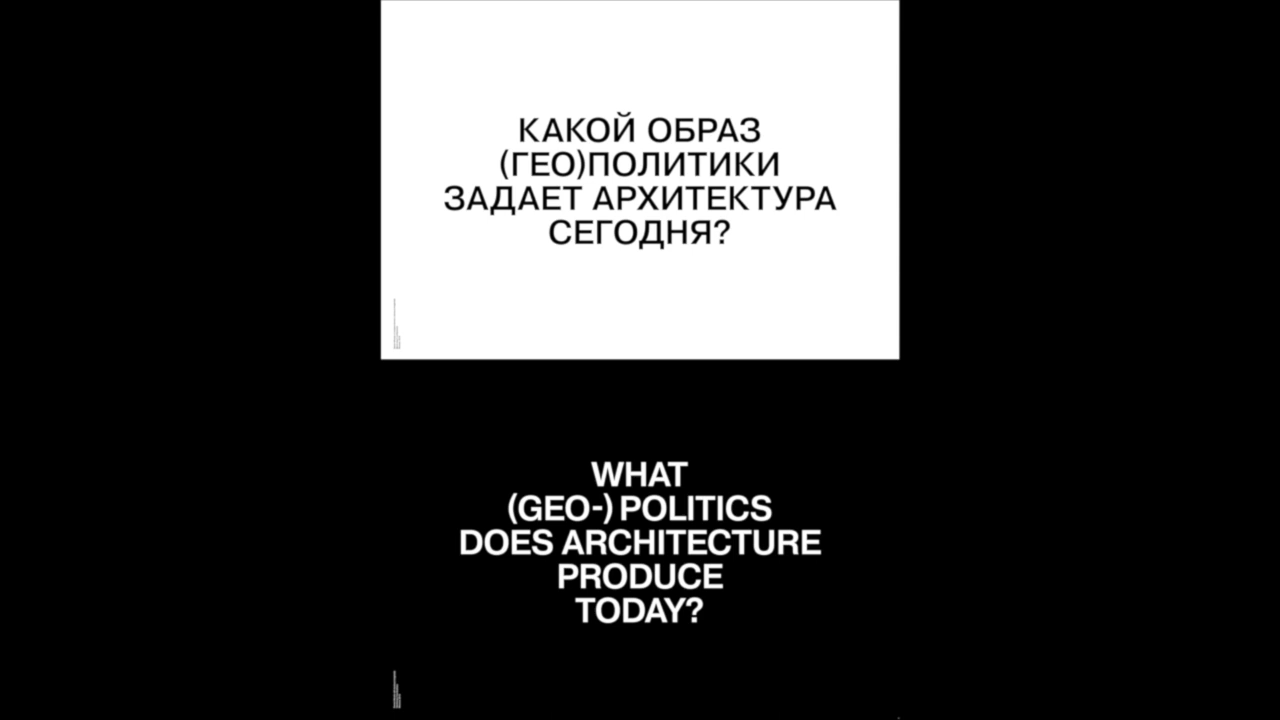 КАКОЙ ОБРАЗ
(ГЕО)ПОЛИТИКИ
ЗАДАЕТ АРХИТЕКТУРА
СЕГОДНЯ?
WHAT
(GEO-) POLITICS
DOES ARCHITECTURE
PRODUCE
TODAY?